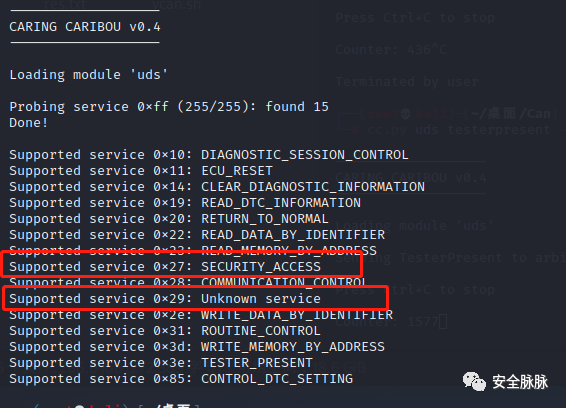 CARING CARIBOU v0.4
Loading module 'uds'
Probing service 0×ff (255/255): found 15
Done!
Supported service 0×10: DIAGNOSTIC_SESSION_CONTROL
Supported service 0×11: ECU_RESET
Supported service 0×14: CLEAR_DIAGNOSTIC_INFORMATION
Supported service 0×19: READ_DTC_INFORMATION
Supported service 0×20: RETURN_TO_NORMAL
Supported service 0×22: READ_DATA_BY_IDENTIFIER
Supported service 0×23: READ_MEMORY_BY_ADDRESS
Supported service 0×27: SECURITY_ACCESS
Supported service 0×28: COMMUNICATION_CONTROL
Supported service 0×29: Unknown service
Supported service 0×2e: WRITE_DATA_BY_IDENTIFIER
Supported service 0×31: ROUTINE_CONTROL
Supported service 0×3d: WRITE_MEMORY_BY_ADDRESS
Supported service 0×3e: TESTER_PRESENT
Supported service 0×85: CONTROL_DTC_SETTING
Press Ctrl+C to stop
Counter: 436^C
Terminated by user
~/桌面/Can
uds testerpresent
CARING CARIBOU v0.4
Loading module 'uds'
TesterPresent to arbi
Press Ctrl+C to stop
Counter: 1577
安全脉脉